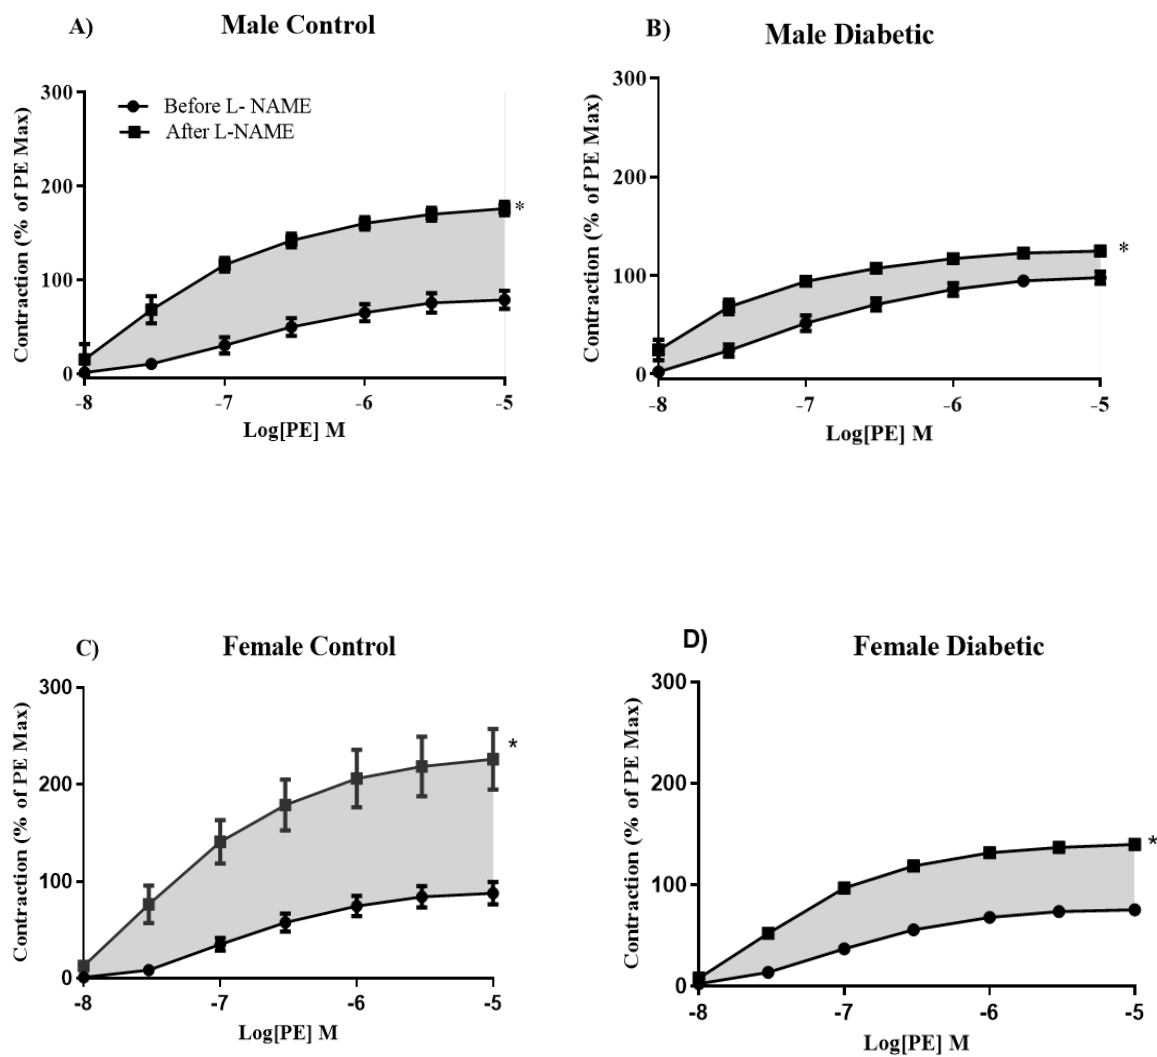 A)
Male Control
Contraction (% of PE Max)
300
200
100
0
Before L- NAME
After L-NAME
*
-8
-7
-6
-5
Log[PE] M
B)
Male Diabetic
Contraction (% of PE Max)
300
200
100
0
*
-8
-7
-6
-5
Log[PE] M
C)
Female Control
Contraction (% of PE Max)
300
200
100
0
*
-8
-7
-6
-5
Log[PE] M
D)
Female Diabetic
Contraction (% of PE Max)
300
200
100
0
*
-8
-7
-6
-5
Log[PE] M